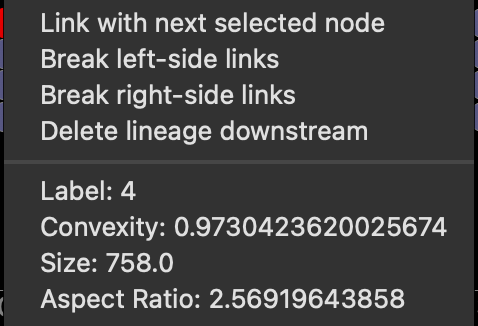 Link with next selected node
Break left-side links
Break right-side links
Delete lineage downstream
Label: 4
Convexity: 0.9730423620025674
Size: 758.0
Aspect Ratio: 2.56919643858